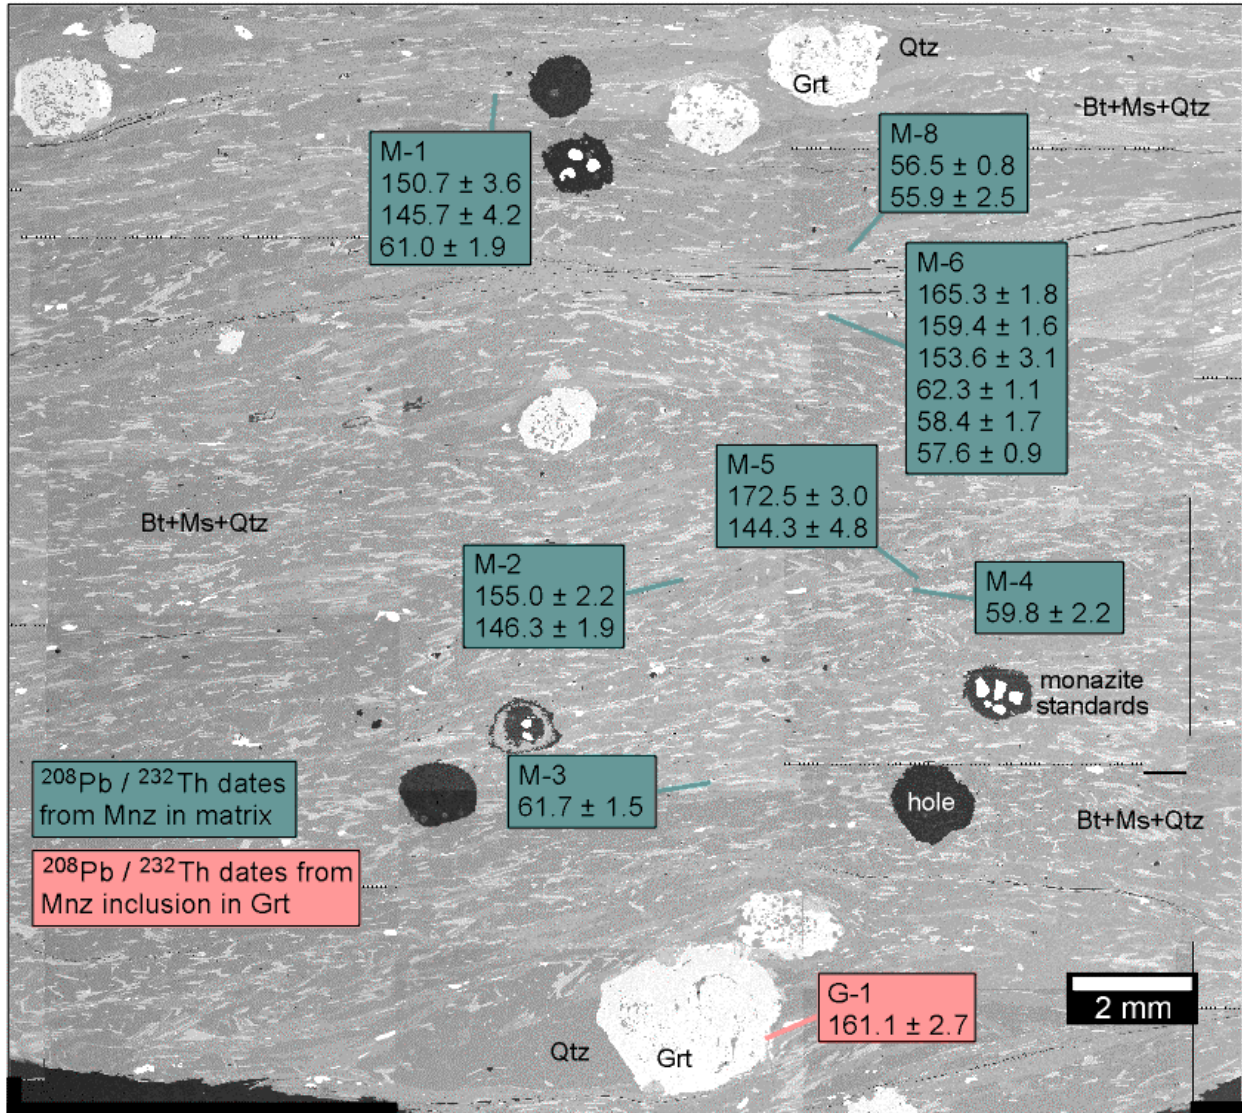 Qtz
Grt
Bt+Ms+Qtz
M-1
150.7 ± 3.6
145.7 ± 4.2
61.0 ± 1.9
M-8
56.5 ± 0.8
55.9 ± 2.5
M-6
165.3 ± 1.8
159.4 ± 1.6
153.6 ± 3.1
62.3 ± 1.1
58.4 ± 1.7
57.6 ± 0.9
M-5
172.5 ± 3.0
144.3 ± 4.8
Bt+Ms+Qtz
M-2
155.0 ± 2.2
146.3 ± 1.9
M-4
59.8 ± 2.2
monazite
standards
M-3
61.7 ± 1.5
hole
Bt+Ms+Qtz
²⁰⁸Pb / ²³²Th dates
from Mnz in matrix
²⁰⁸Pb / ²³²Th dates from
Mnz inclusion in Grt
G-1
161.1 ± 2.7
2 mm
Qtz
Grt